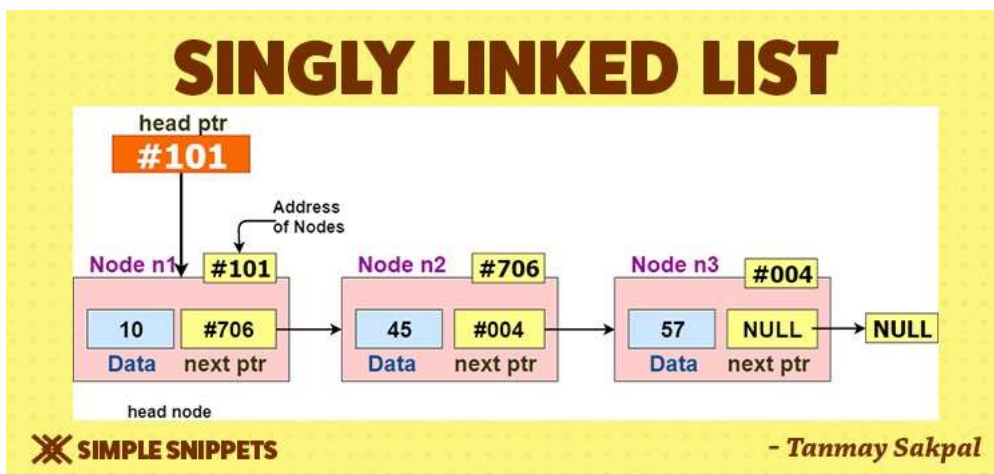 SINGLY LINKED LIST
head ptr
#101
Address
of Nodes
Node n1
#101
Node n2
#706
Node n3
#004
10
#706
45
#004
57
NULL
NULL
Data
next ptr
Data
next ptr
Data
next ptr
head node
SIMPLE SNIPPETS
- Tanmay Sakpal